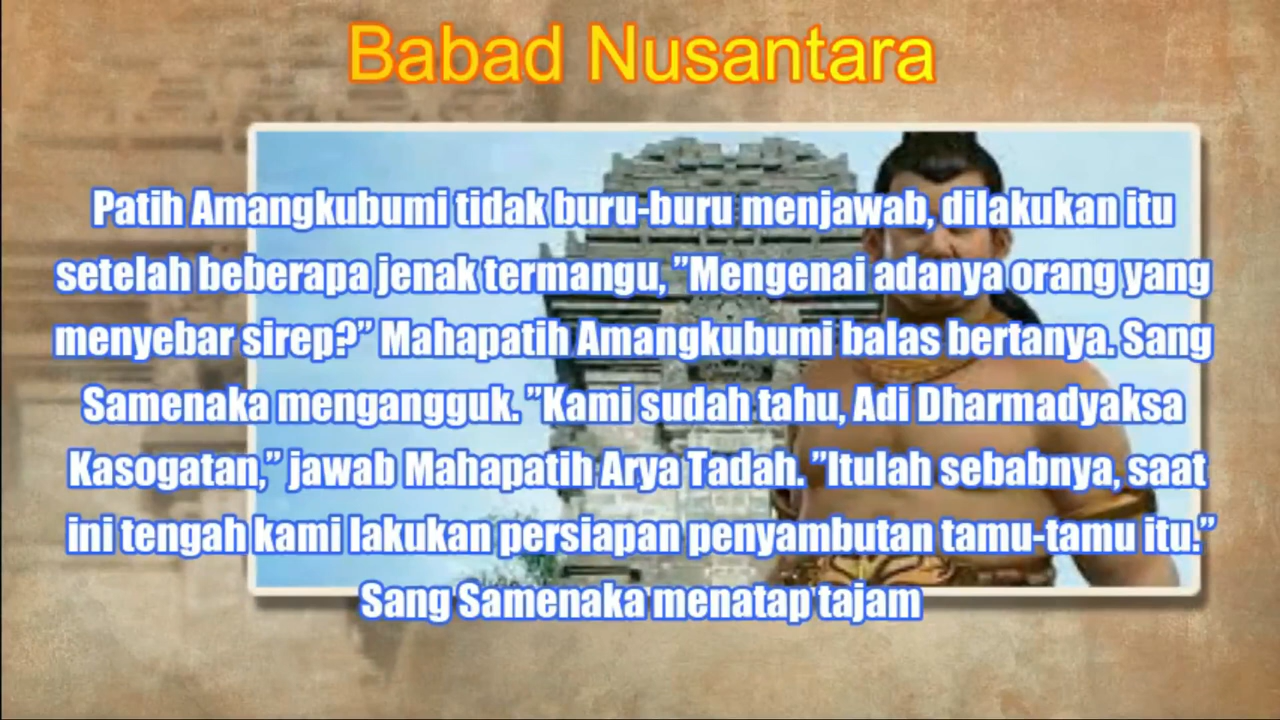 Babad Nusantara
Patih Amangkubumi tidak buru-buru menjawab, dilakukan itu
setelah beberapa jenak termangu, ”Mengenai adanya orang yang
menyebar sirep?” Mahapatih Amangkubumi balas bertanya. Sang
Samenaka mengangguk. ”Kami sudah tahu, Adi Dharmadyaksa
Kasogatan,” jawab Mahapatih Arya Tadah. ”Itulah sebabnya, saat
ini tengah kami lakukan persiapan penyambutan tamu-tamu itu.”
Sang Samenaka menatap tajam